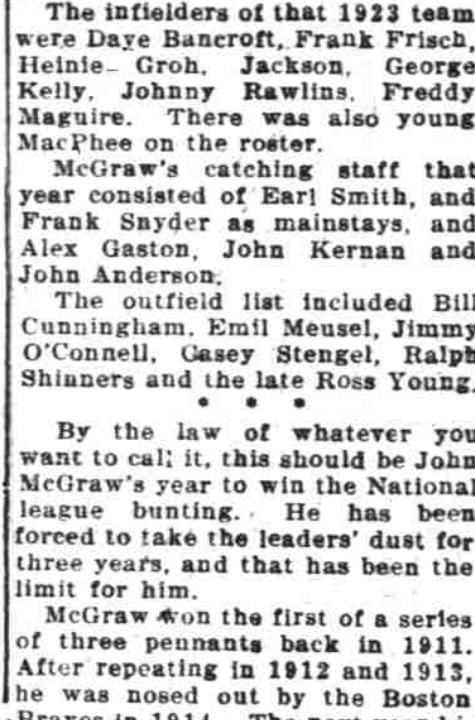 The infielders of that 1923 team
were Dave Bancroft, Frank Frisch,
Heinie Groh, Jackson, George
Kelly, Johnny Rawlins, Freddy
Maguire. There was also young
MacPhee on the roster.
McGraw's catching staff that
year consisted of Earl Smith, and
Frank Snyder as mainstays, and
Alex Gaston, John Kernan and
John Anderson.
The outfield list included Bill
Cunningham, Emil Meusel, Jimmy
O'Connell, Casey Stengel, Ralph
Shinners and the late Ross Young.
* * *
By the law of whatever you
want to call it, this should be John
McGraw's year to win the National
league bunting. He has been
forced to take the leaders' dust for
three years, and that has been the
limit for him.
McGraw won the first of a series
of three pennants back in 1911.
After repeating in 1912 and 1913,
he was nosed out by the Boston
Braves in 1914. The next